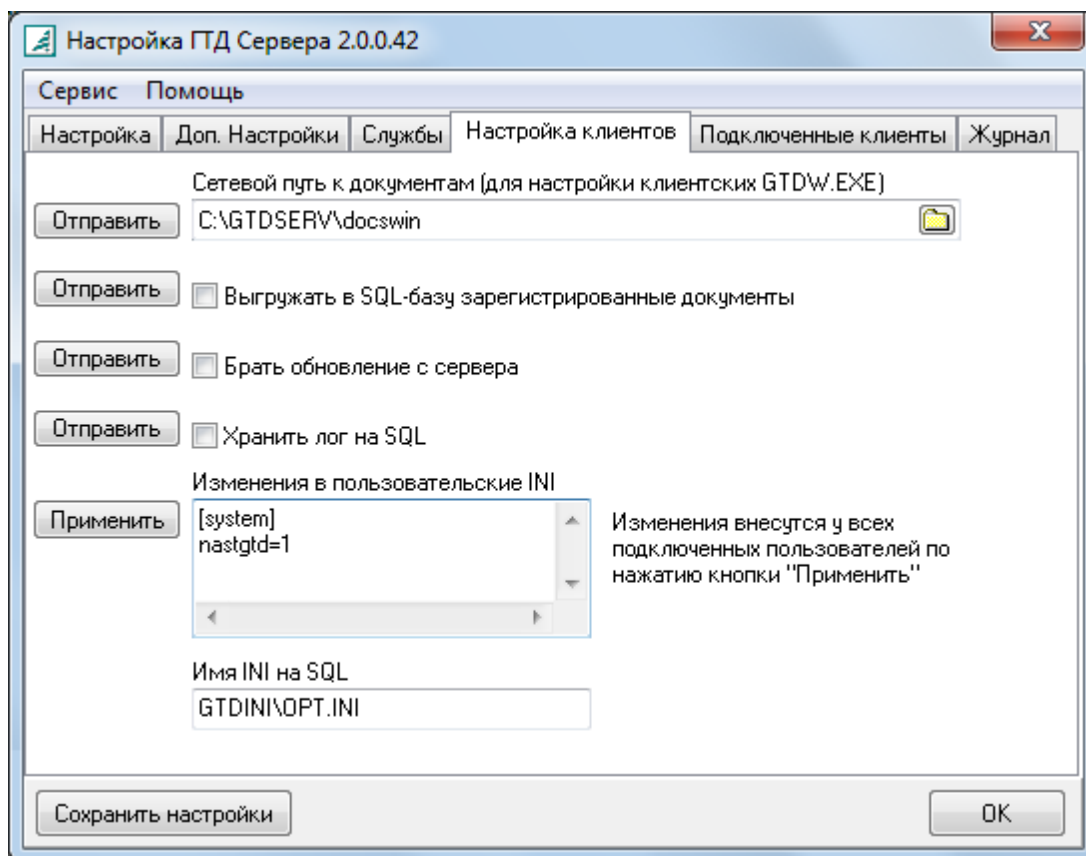 Настройка ГТД Сервера 2.0.0.42
Сервис Помощь
Настройка Доп. Настройки Службы Настройка клиентов Подключенные клиенты Журнал
Сетевой путь к документам (для настройки клиентских GTDW.EXE)
Отправить C:\GTDSERV\docswin
Отправить Выгружать в SQL-базу зарегистрированные документы
Отправить Брать обновление с сервера
Отправить Хранить лог на SQL
Изменения в пользовательские INI
Применить [system]
nastgtd=1
Изменения внесутся у всех
подключенных пользователей по
нажатию кнопки "Применить"
Имя INI на SQL
GTDINI\OPT.INI
Сохранить настройки OK